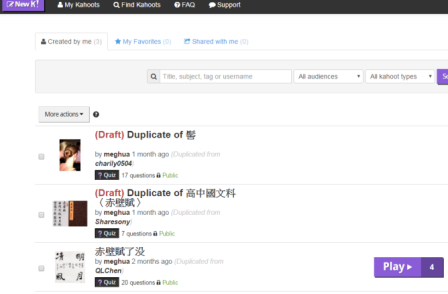 New K!
My Kahoots
Find Kahoots
FAQ
Support
Created by me (3)
My Favorites (0)
Shared with me (0)
Title, subject, tag or username
All audiences
All kahoot types
More actions
(Draft) Duplicate of 髻
by meghua 1 month ago (Duplicated from
charily0504)
Quiz 17 questions Public
(Draft) Duplicate of 高中國文科
〈赤壁賦〉
by meghua 1 month ago (Duplicated from
Sharesony)
Quiz 7 questions Public
赤壁賦了没
by meghua 2 months ago (Duplicated from
QLChen)
Quiz 20 questions Public
Play 4